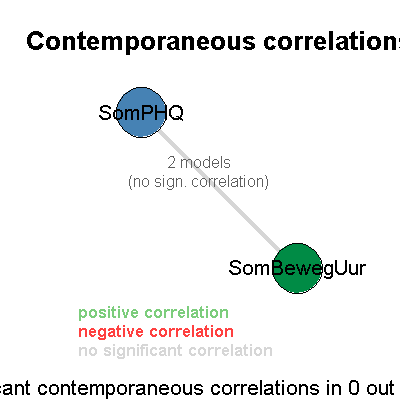 Contemporaneous correlations
SomPHQ
2 models
(no sign. correlation)
SomBewegUur
positive correlation
negative correlation
no significant correlation
cant contemporaneous correlations in 0 out